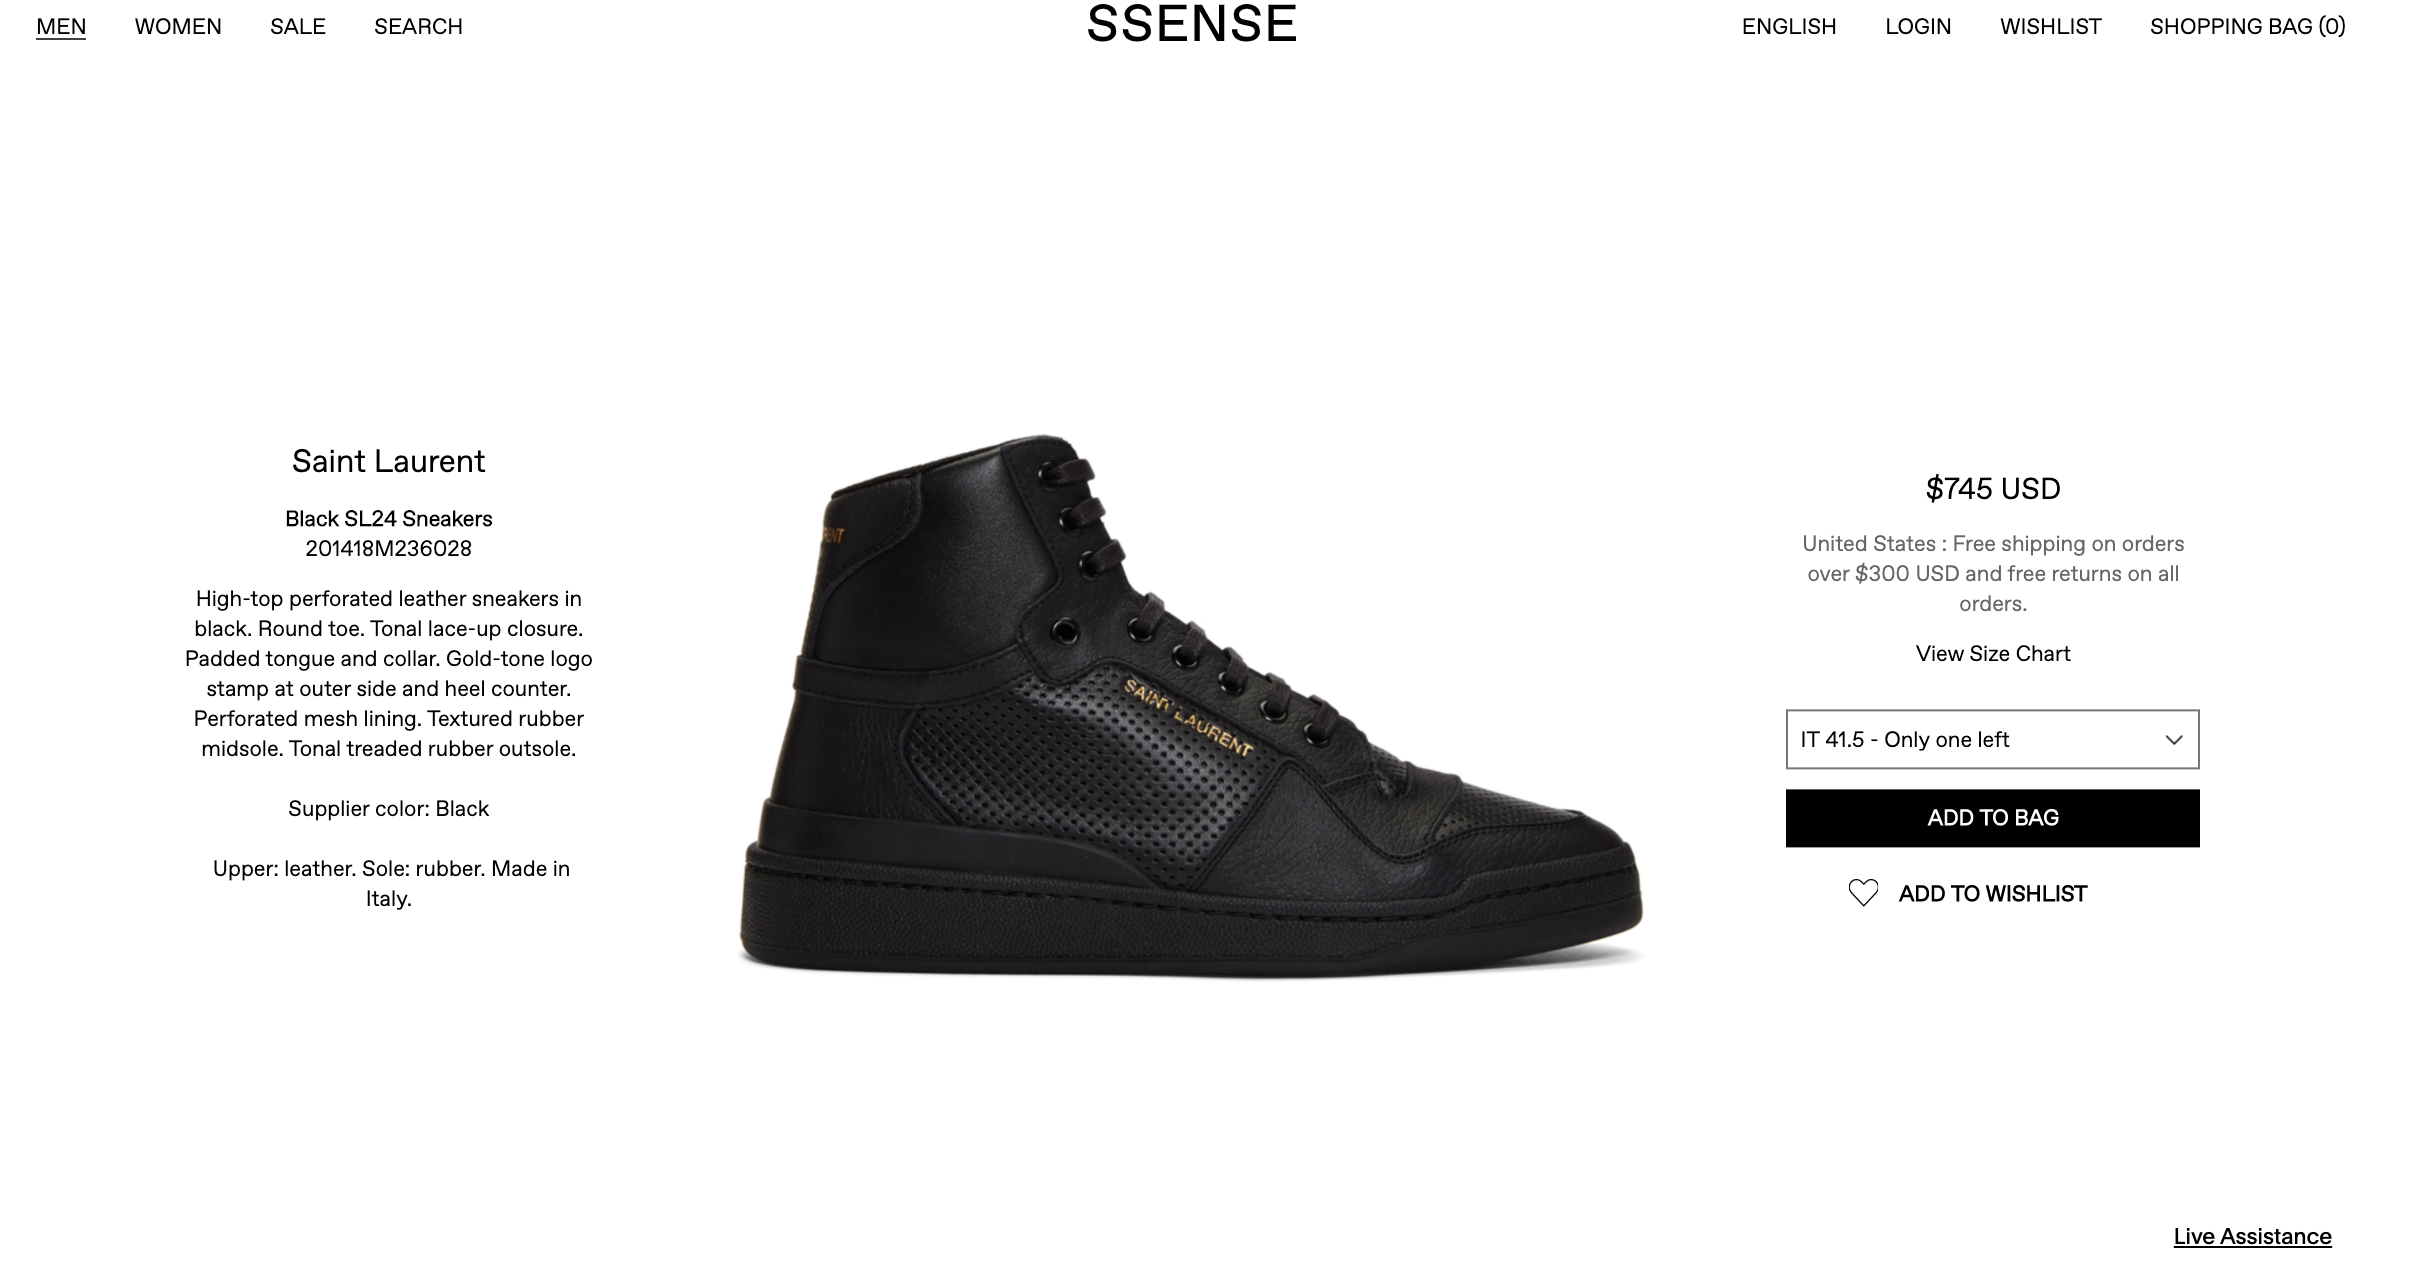 MEN WOMEN SALE SEARCH SSENSE ENGLISH LOGIN WISHLIST SHOPPING BAG (0)
Saint Laurent
Black SL24 Sneakers
201418M236028
High-top perforated leather sneakers in
black. Round toe. Tonal lace-up closure.
Padded tongue and collar. Gold-tone logo
stamp at outer side and heel counter.
Perforated mesh lining. Textured rubber
midsole. Tonal treaded rubber outsole.
Supplier color: Black
Upper: leather. Sole: rubber. Made in
Italy.
RENT
SAINT LAURENT
$745 USD
United States : Free shipping on orders
over $300 USD and free returns on all
orders.
View Size Chart
IT 41.5 - Only one left
ADD TO BAG
ADD TO WISHLIST
Live Assistance